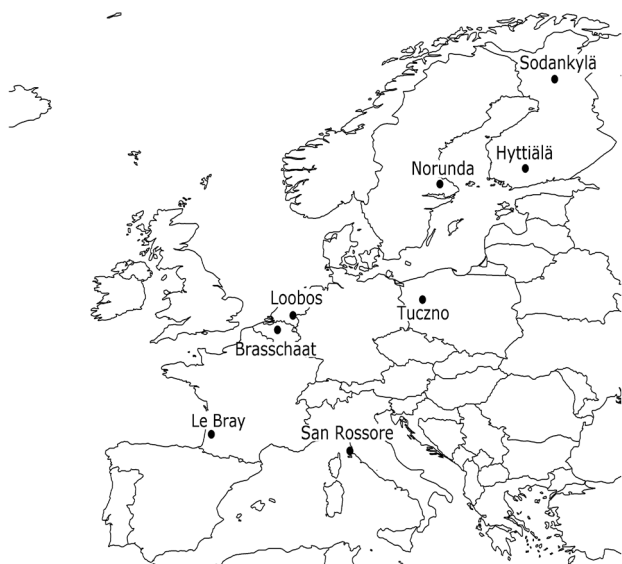 Sodankylä
Hyttiälä
Norunda
Loobos
Tuczno
Brasschaat
Le Bray
San Rossore